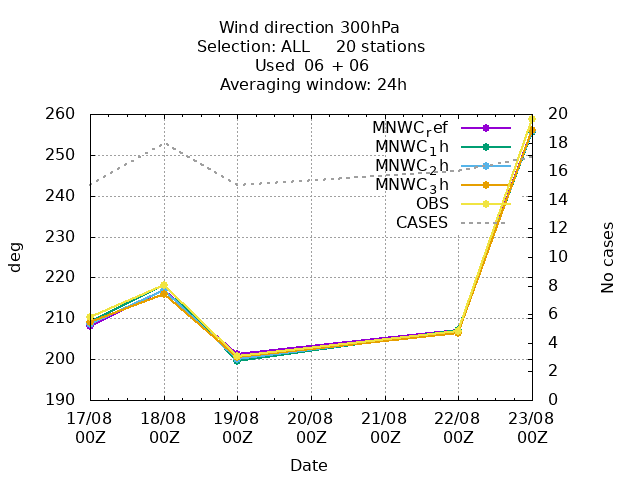 Wind direction 300hPa
Selection: ALL     20 stations
Used  06 + 06
Averaging window: 24h
260
250
240
230
220
210
200
190
deg
20
18
16
14
12
10
8
6
4
2
0
No cases
MNWC_ref
MNWC_1h
MNWC_2h
MNWC_3h
OBS
CASES
17/08 18/08 19/08 20/08 21/08 22/08 23/08
00Z 00Z 00Z 00Z 00Z 00Z 00Z
Date